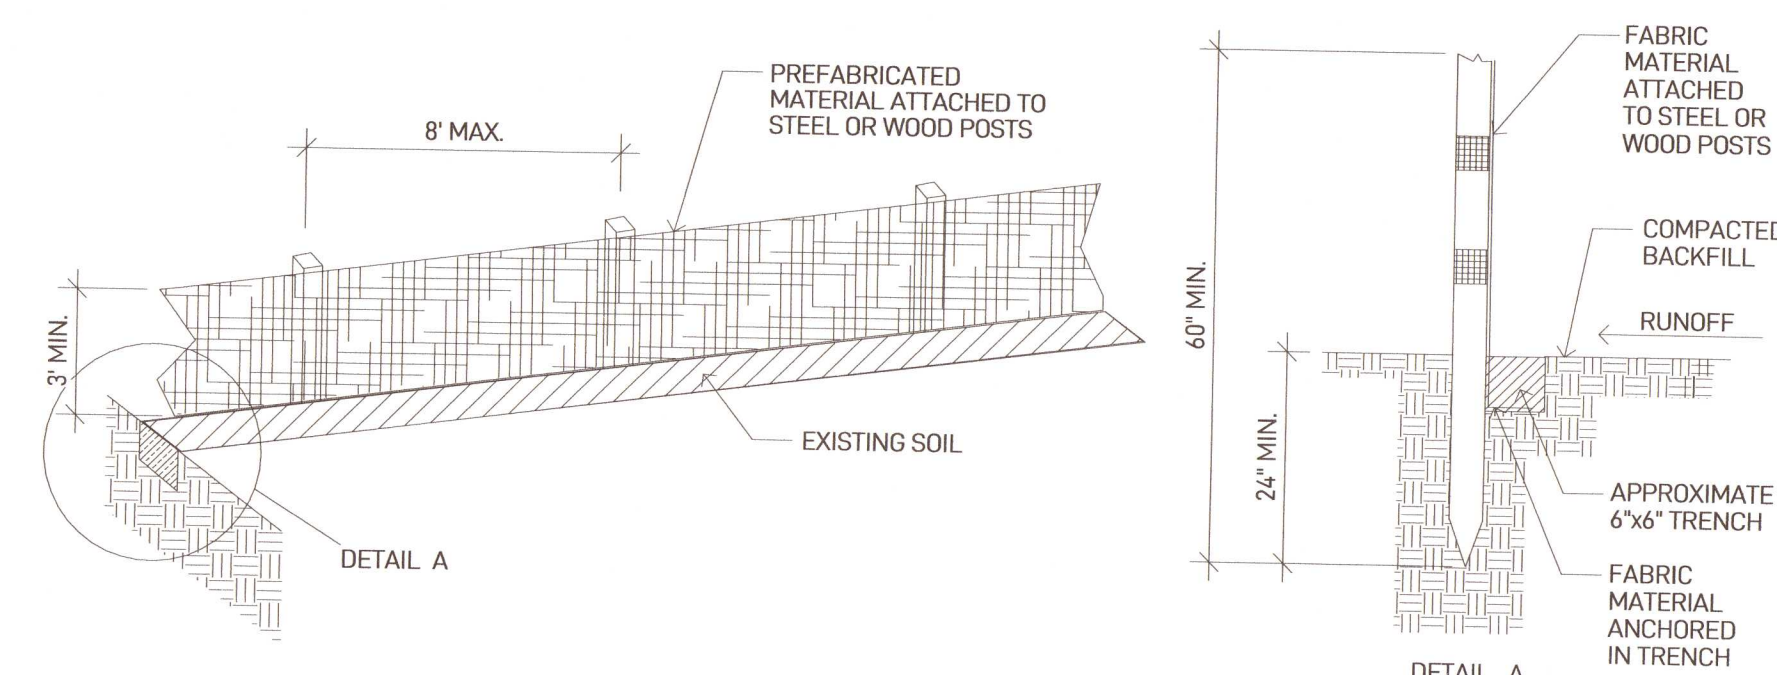 8' MAX.
PREFABRICATED
MATERIAL ATTACHED TO
STEEL OR WOOD POSTS
3' MIN.
EXISTING SOIL
DETAIL A
FABRIC
MATERIAL
ATTACHED
TO STEEL OR
WOOD POSTS
COMPACTED
BACKFILL
RUNOFF
60" MIN.
24" MIN.
APPROXIMATE
6"x6" TRENCH
FABRIC
MATERIAL
ANCHORED
IN TRENCH
DETAIL A